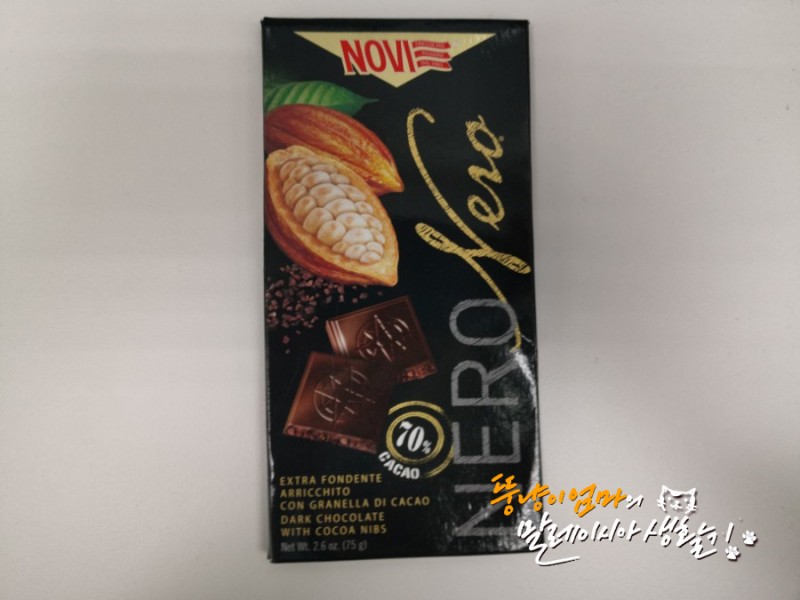 NOVI
Nero
NERO
70%
CACAO
EXTRA FONDENTE
ARRICCHITO
CON GRANELLA DI CACAO
DARK CHOCOLATE
WITH COCOA NIBS
Net Wt. 2.6 oz. (75 g)
뚱냥이엄마의
말레이시아 생활기!